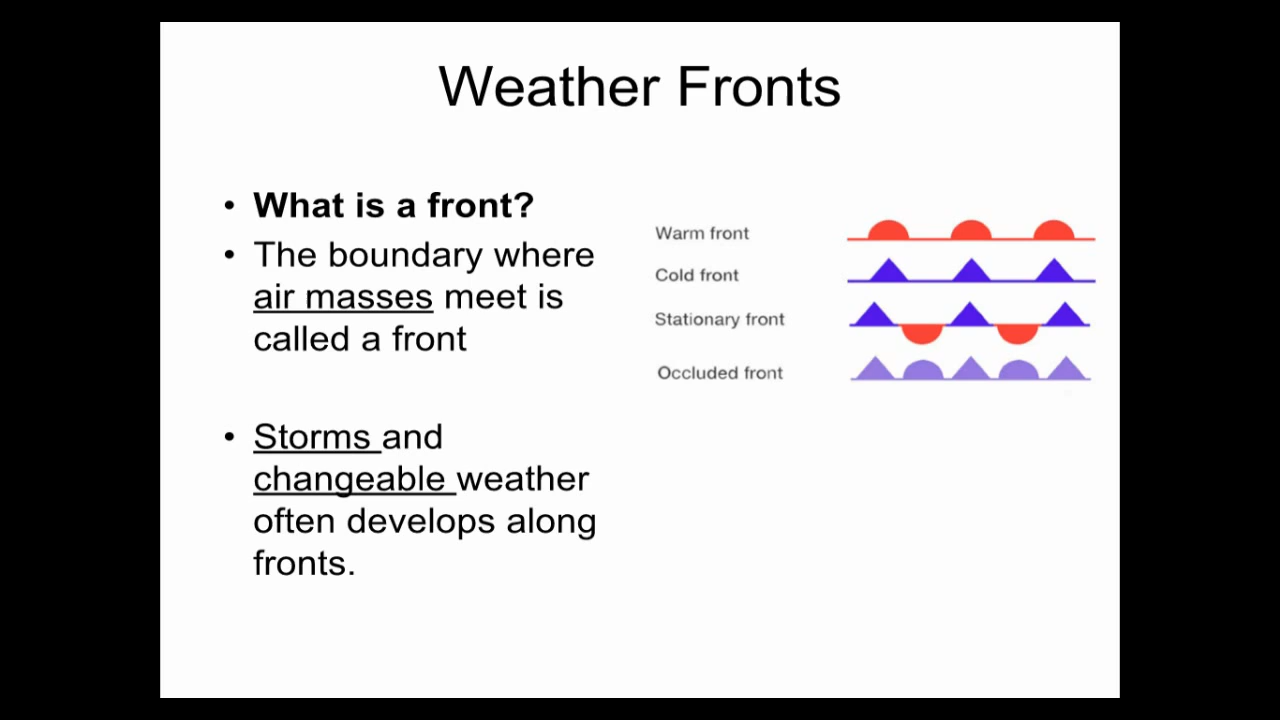 Weather Fronts
• What is a front?
• The boundary where
air masses meet is
called a front
• Storms and
changeable weather
often develops along
fronts.
Warm front
Cold front
Stationary front
Occluded front